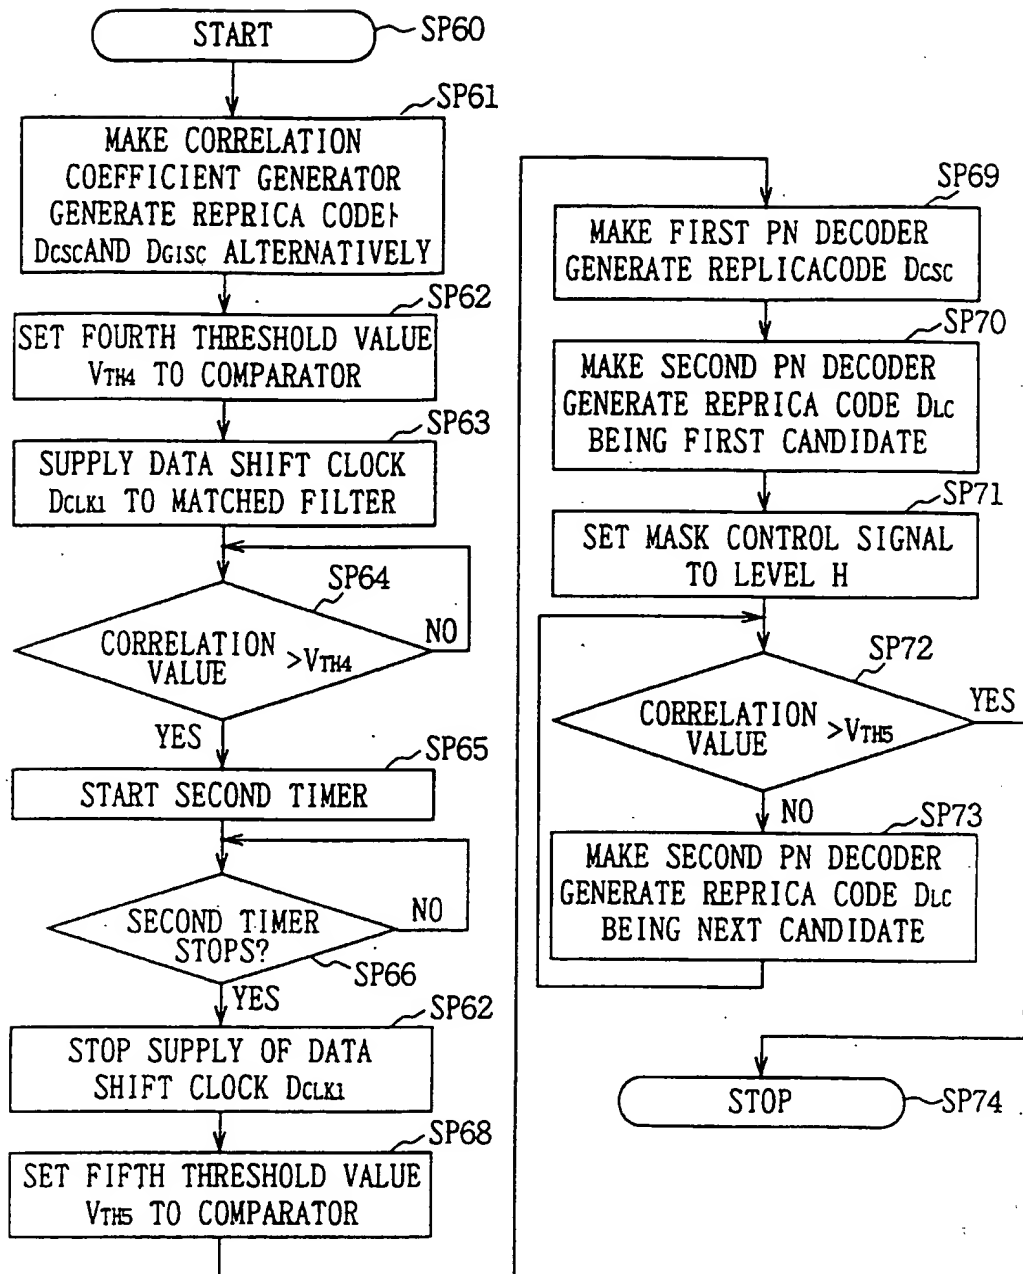 START
SP60
SP61
MAKE CORRELATION
COEFFICIENT GENERATOR
GENERATE REPRICA CODE
DCSCAND DGISC ALTERNATIVELY
SP62
SET FOURTH THRESHOLD VALUE
VTH4 TO COMPARATOR
SP63
SUPPLY DATA SHIFT CLOCK
DCLK1 TO MATCHED FILTER
SP64
CORRELATION
VALUE
>VTH4
NO
YES
SP65
START SECOND TIMER
SECOND TIMER
STOPS?
NO
SP66
YES
SP62
STOP SUPPLY OF DATA
SHIFT CLOCK DCLK1
SP68
SET FIFTH THRESHOLD VALUE
VTH5 TO COMPARATOR
SP69
MAKE FIRST PN DECODER
GENERATE REPLICACODE DCSC
SP70
MAKE SECOND PN DECODER
GENERATE REPRICA CODE DLC
BEING FIRST CANDIDATE
SP71
SET MASK CONTROL SIGNAL
TO LEVEL H
SP72
CORRELATION
VALUE
>VTH5
YES
NO
SP73
MAKE SECOND PN DECODER
GENERATE REPRICA CODE DLC
BEING NEXT CANDIDATE
STOP
SP74